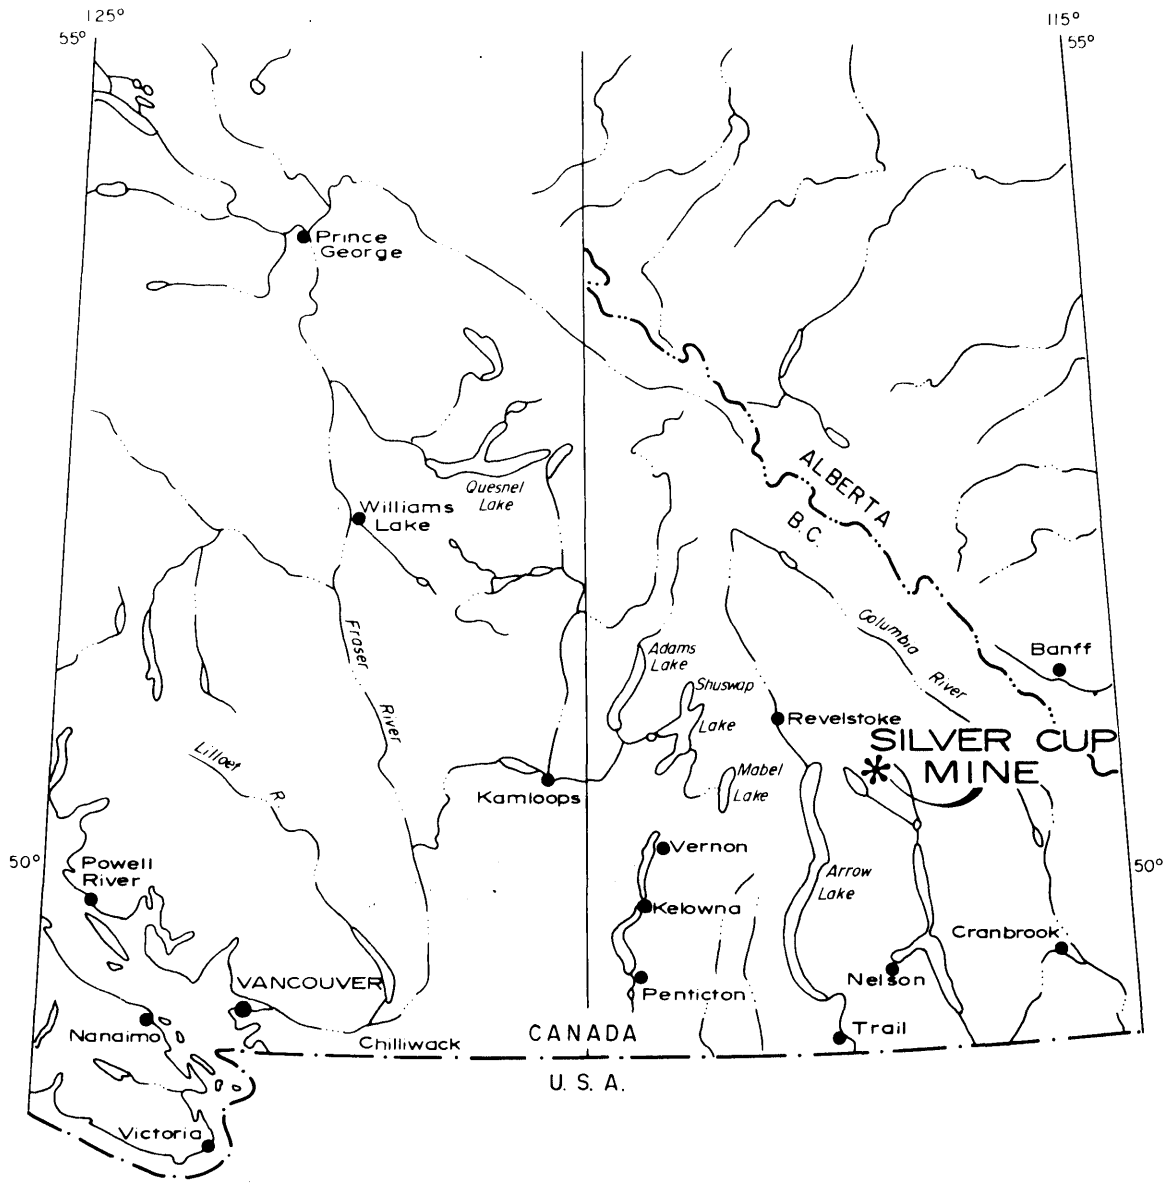 125°
115°
55°
55°
Prince
George
ALBERTA
B.C.
Quesnel
Lake
Williams
Lake
Fraser
River
Columbia
River
Banff
Adams
Lake
Shuswap
Lake
Revelstoke
SILVER CUP
MINE
Lillooet
R.
Mabel
Lake
Kamloops
50°
50°
Powell
River
Vernon
Arrow
Lake
Kelowna
Cranbrook
VANCOUVER
Nelson
Penticton
Nanaimo
Chilliwack
CANADA
Trail
U. S. A.
Victoria